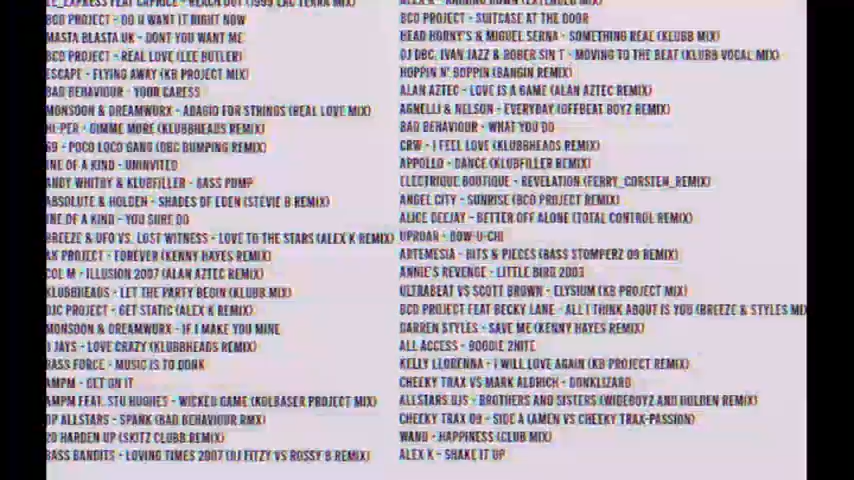 BCD PROJECT - DO U WANT IT RIGHT NOW
MASTA BLASTA UK - DONT YOU WANT ME
BCD PROJECT - REAL LOVE (LEE BUTLER)
ESCAPE - FLYING AWAY (KB PROJECT MIX)
BAD BEHAVIOUR - YOUR CARESS
MONSOON & DREAMWURX - ADAGIO FOR STRINGS (REAL LOVE MIX)
HI-PER - GIMME MORE (KLUBBHEADS REMIX)
69 - POCO LOCO GANG (DBC BUMPING REMIX)
INE OF A KIND - UNINVITED
ANDY WHITBY & KLUBFILLER - BASS PUMP
ABSOLUTE & HOLDEN - SHADES OF EDEN (STEVIE B REMIX)
INE OF A KIND - YOU SURE DO
BREEZE & UFO VS. LOST WITNESS - LOVE TO THE STARS (ALEX K REMIX)
AK PROJECT - FOREVER (KENNY HAYES REMIX)
COL M - ILLUSION 2007 (ALAN AZTEC REMIX)
KLUBBHEADS - LET THE PARTY BEGIN (KLUBB MIX)
DJC PROJECT - GET STATIC (ALEX K REMIX)
MONSOON & DREAMWURX - IF I MAKE YOU MINE
JAYS - LOVE CRAZY (KLUBBHEADS REMIX)
BASS FORCE - MUSIC IS TO DONK
AMPM - GET ON IT
AMPM FEAT. STU HUGHES - WICKED GAME (KOLBASER PROJECT MIX)
OP ALLSTARS - SPANK (BAD BEHAVIOUR RMX)
2O HARDEN UP (SKITZ CLUBB REMIX)
BASS BANDITS - LOVING TIMES 2007 (DJ FITZY VS ROSSY B REMIX)
BCD PROJECT - SUITCASE AT THE DOOR
HEAD HORNY'S & MIGUEL SERNA - SOMETHING REAL (KLUBB MIX)
DJ DBC, IVAN JAZZ & ROBER SIN T - MOVING TO THE BEAT (KLUBB VOCAL MIX)
HOPPIN N' BOPPIN (BANGIN REMIX)
ALAN AZTEC - LOVE IS A GAME (ALAN AZTEC REMIX)
AGNELLI & NELSON - EVERYDAY (OFFBEAT BOYZ REMIX)
BAD BEHAVIOUR - WHAT YOU DO
CRW - I FEEL LOVE (KLUBBHEADS REMIX)
APPOLLO - DANCE (KLUBFILLER REMIX)
ELECTRIQUE BOUTIQUE - REVELATION (FERRY_CORSTEN_REMIX)
ANGEL CITY - SUNRISE (BCD PROJECT REMIX)
ALICE DEEJAY - BETTER OFF ALONE (TOTAL CONTROL REMIX)
UPROAR - BOW-U-CHI
ARTEMESIA - BITS & PIECES (BASS STOMPERZ 09 REMIX)
ANNIE'S REVENGE - LITTLE BIRD 2003
ULTRABEAT VS SCOTT BROWN - ELYSIUM (KB PROJECT MIX)
BCD PROJECT FEAT BECKY LANE - ALL I THINK ABOUT IS YOU (BREEZE & STYLES MI
DARREN STYLES - SAVE ME (KENNY HAYES REMIX)
ALL ACCESS - BOOGIE 2NITE
KELLY LLORENNA - I WILL LOVE AGAIN (KB PROJECT REMIX)
CHEEKY TRAX VS MARK ALDRICH - DONKLIZARD
ALLSTARS DJS - BROTHERS AND SISTERS (WIDEBOYZ AND HOLDEN REMIX)
CHEEKY TRAX 09 - SIDE A (AMEN VS CHEEKY TRAX-PASSION)
WAND - HAPPINESS (CLUB MIX)
ALEX K - SHAKE IT UP